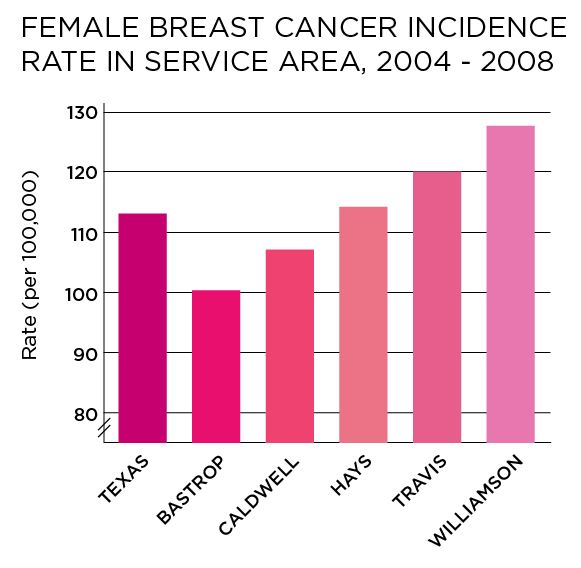 FEMALE BREAST CANCER INCIDENCE
RATE IN SERVICE AREA, 2004 - 2008
Rate (per 100,000)
130
120
110
100
90
80
TEXAS
BASTROP
CALDWELL
HAYS
TRAVIS
WILLIAMSON